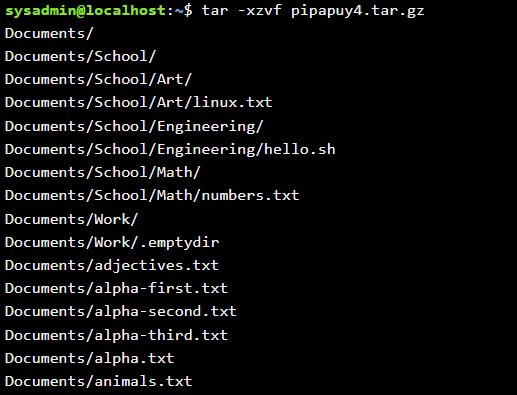 sysadmin@localhost:~$ tar -xzvf pipapuy4.tar.gz
Documents/
Documents/School/
Documents/School/Art/
Documents/School/Art/linux.txt
Documents/School/Engineering/
Documents/School/Engineering/hello.sh
Documents/School/Math/
Documents/School/Math/numbers.txt
Documents/Work/
Documents/Work/.emptydir
Documents/adjectives.txt
Documents/alpha-first.txt
Documents/alpha-second.txt
Documents/alpha-third.txt
Documents/alpha.txt
Documents/animals.txt